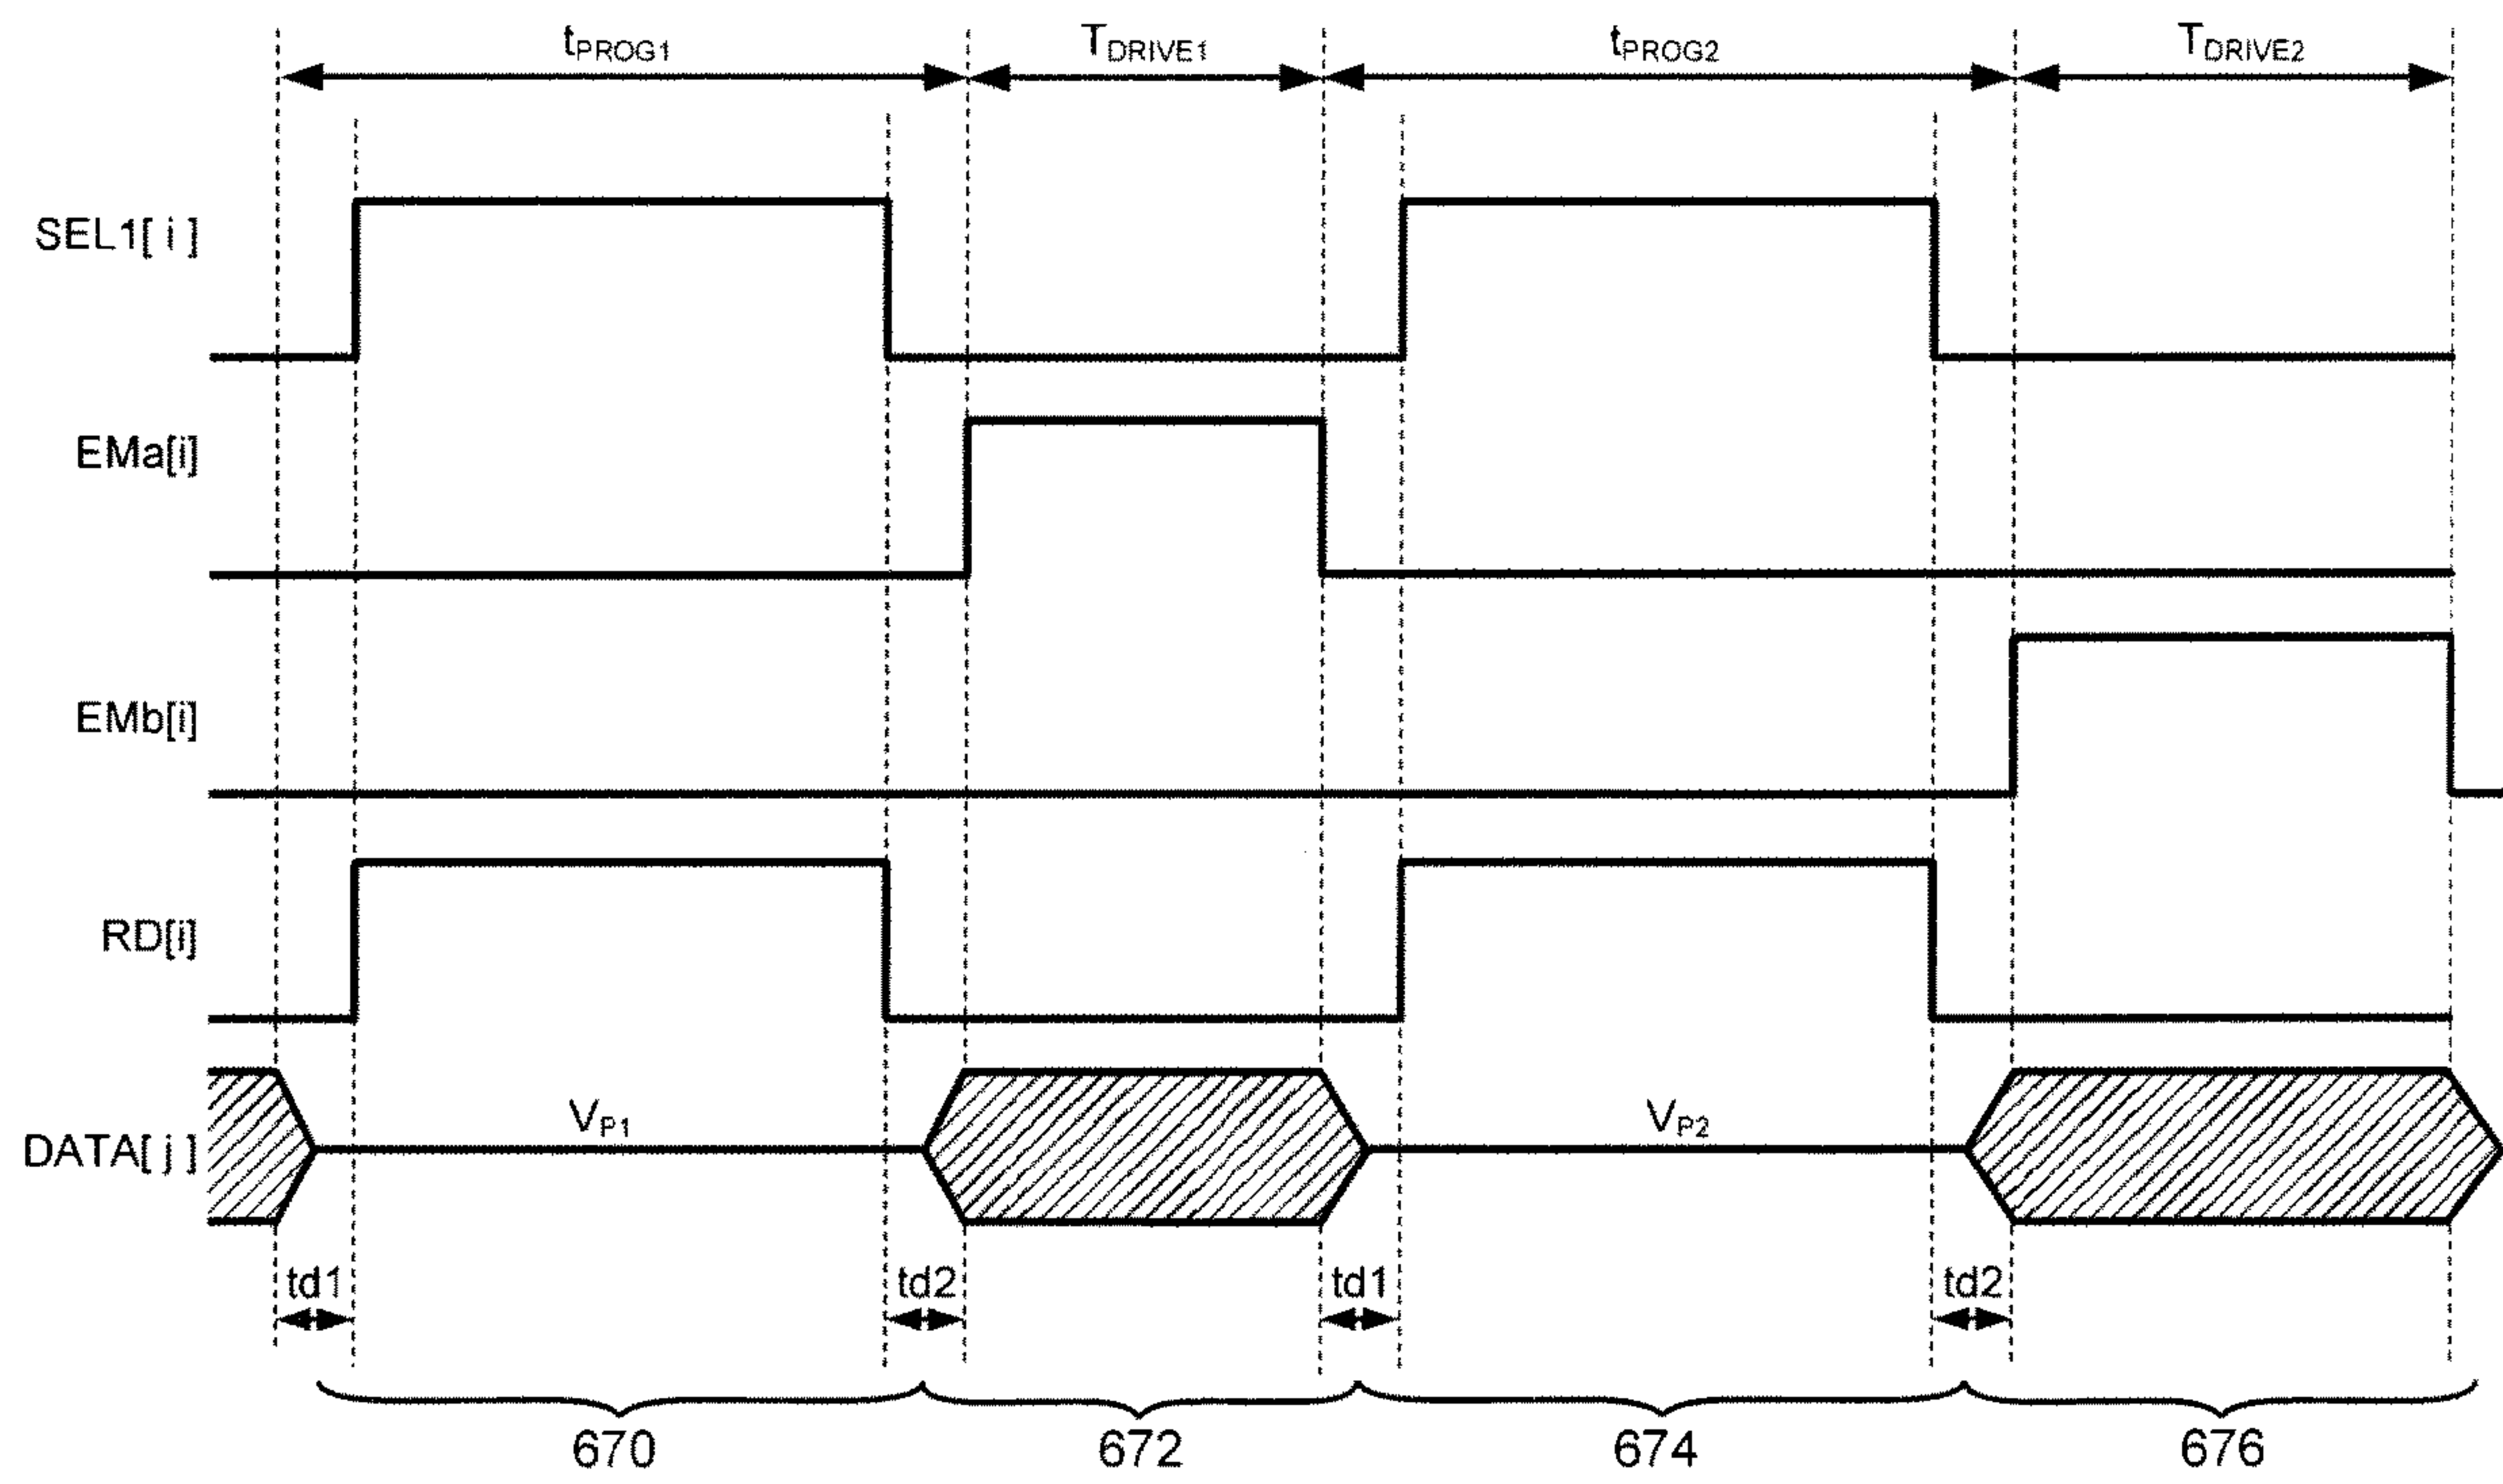 tPROG1 TDRIVE1 tPROG2 TDRIVE2
SEL1[ i ]
EMa[i]
EMb[i]
RD[i]
DATA[ j ] VP1 VP2
td1 td2 td1 td2
670 672 674 676